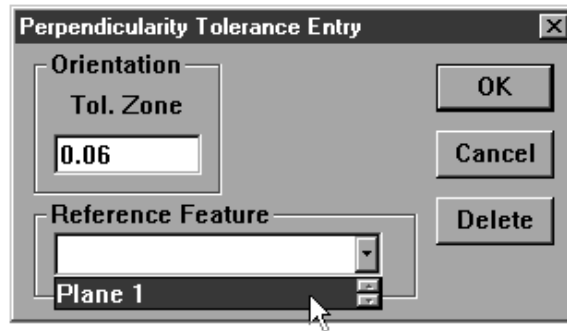 Perpendicularity Tolerance Entry
Orientation
Tol. Zone
0.06
OK
Cancel
Delete
Reference Feature
Plane 1